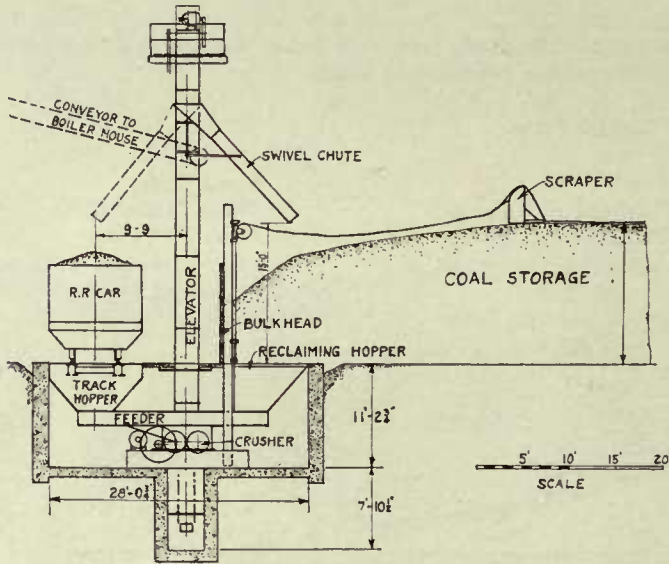 CONVEYOR TO
BOILER HOUSE
SWIVEL CHUTE
SCRAPER
9-9
15'-0"
R.R CAR
ELEVATOR
COAL STORAGE
BULKHEAD
RECLAIMING HOPPER
TRACK
HOPPER
FEEDER
CRUSHER
11'-2¾"
28'-0¾"
7'-10½"
5' 10' 15' 20
SCALE